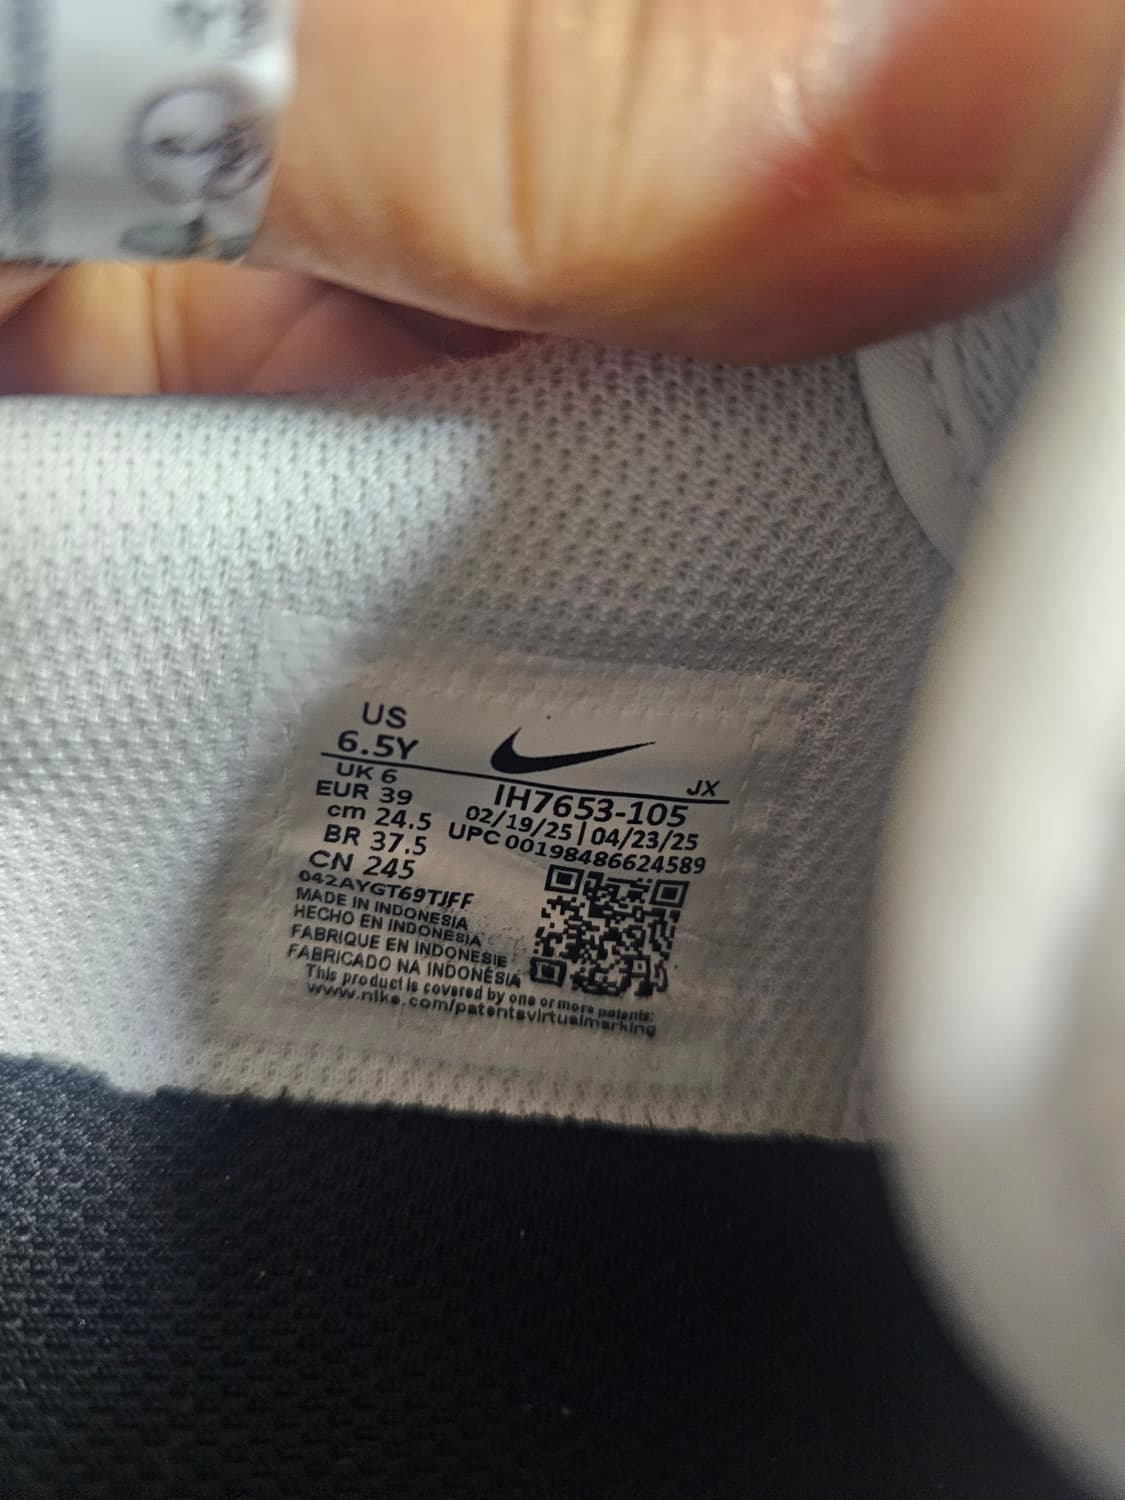 US
6.5Y
JX
UK 6
EUR 39
cm 24.5
BR 37.5
CN 245
IH7653-105
02/19/25 | 04/23/25
UPC 00198486624589
042AYGT69TJFF
MADE IN INDONESIA
HECHO EN INDONESIA
FABRIQUE EN INDONESIE
FABRICADO NA INDONÉSIA
This product is covered by one or more patents:
www.nike.com/patentsvirtualmarking